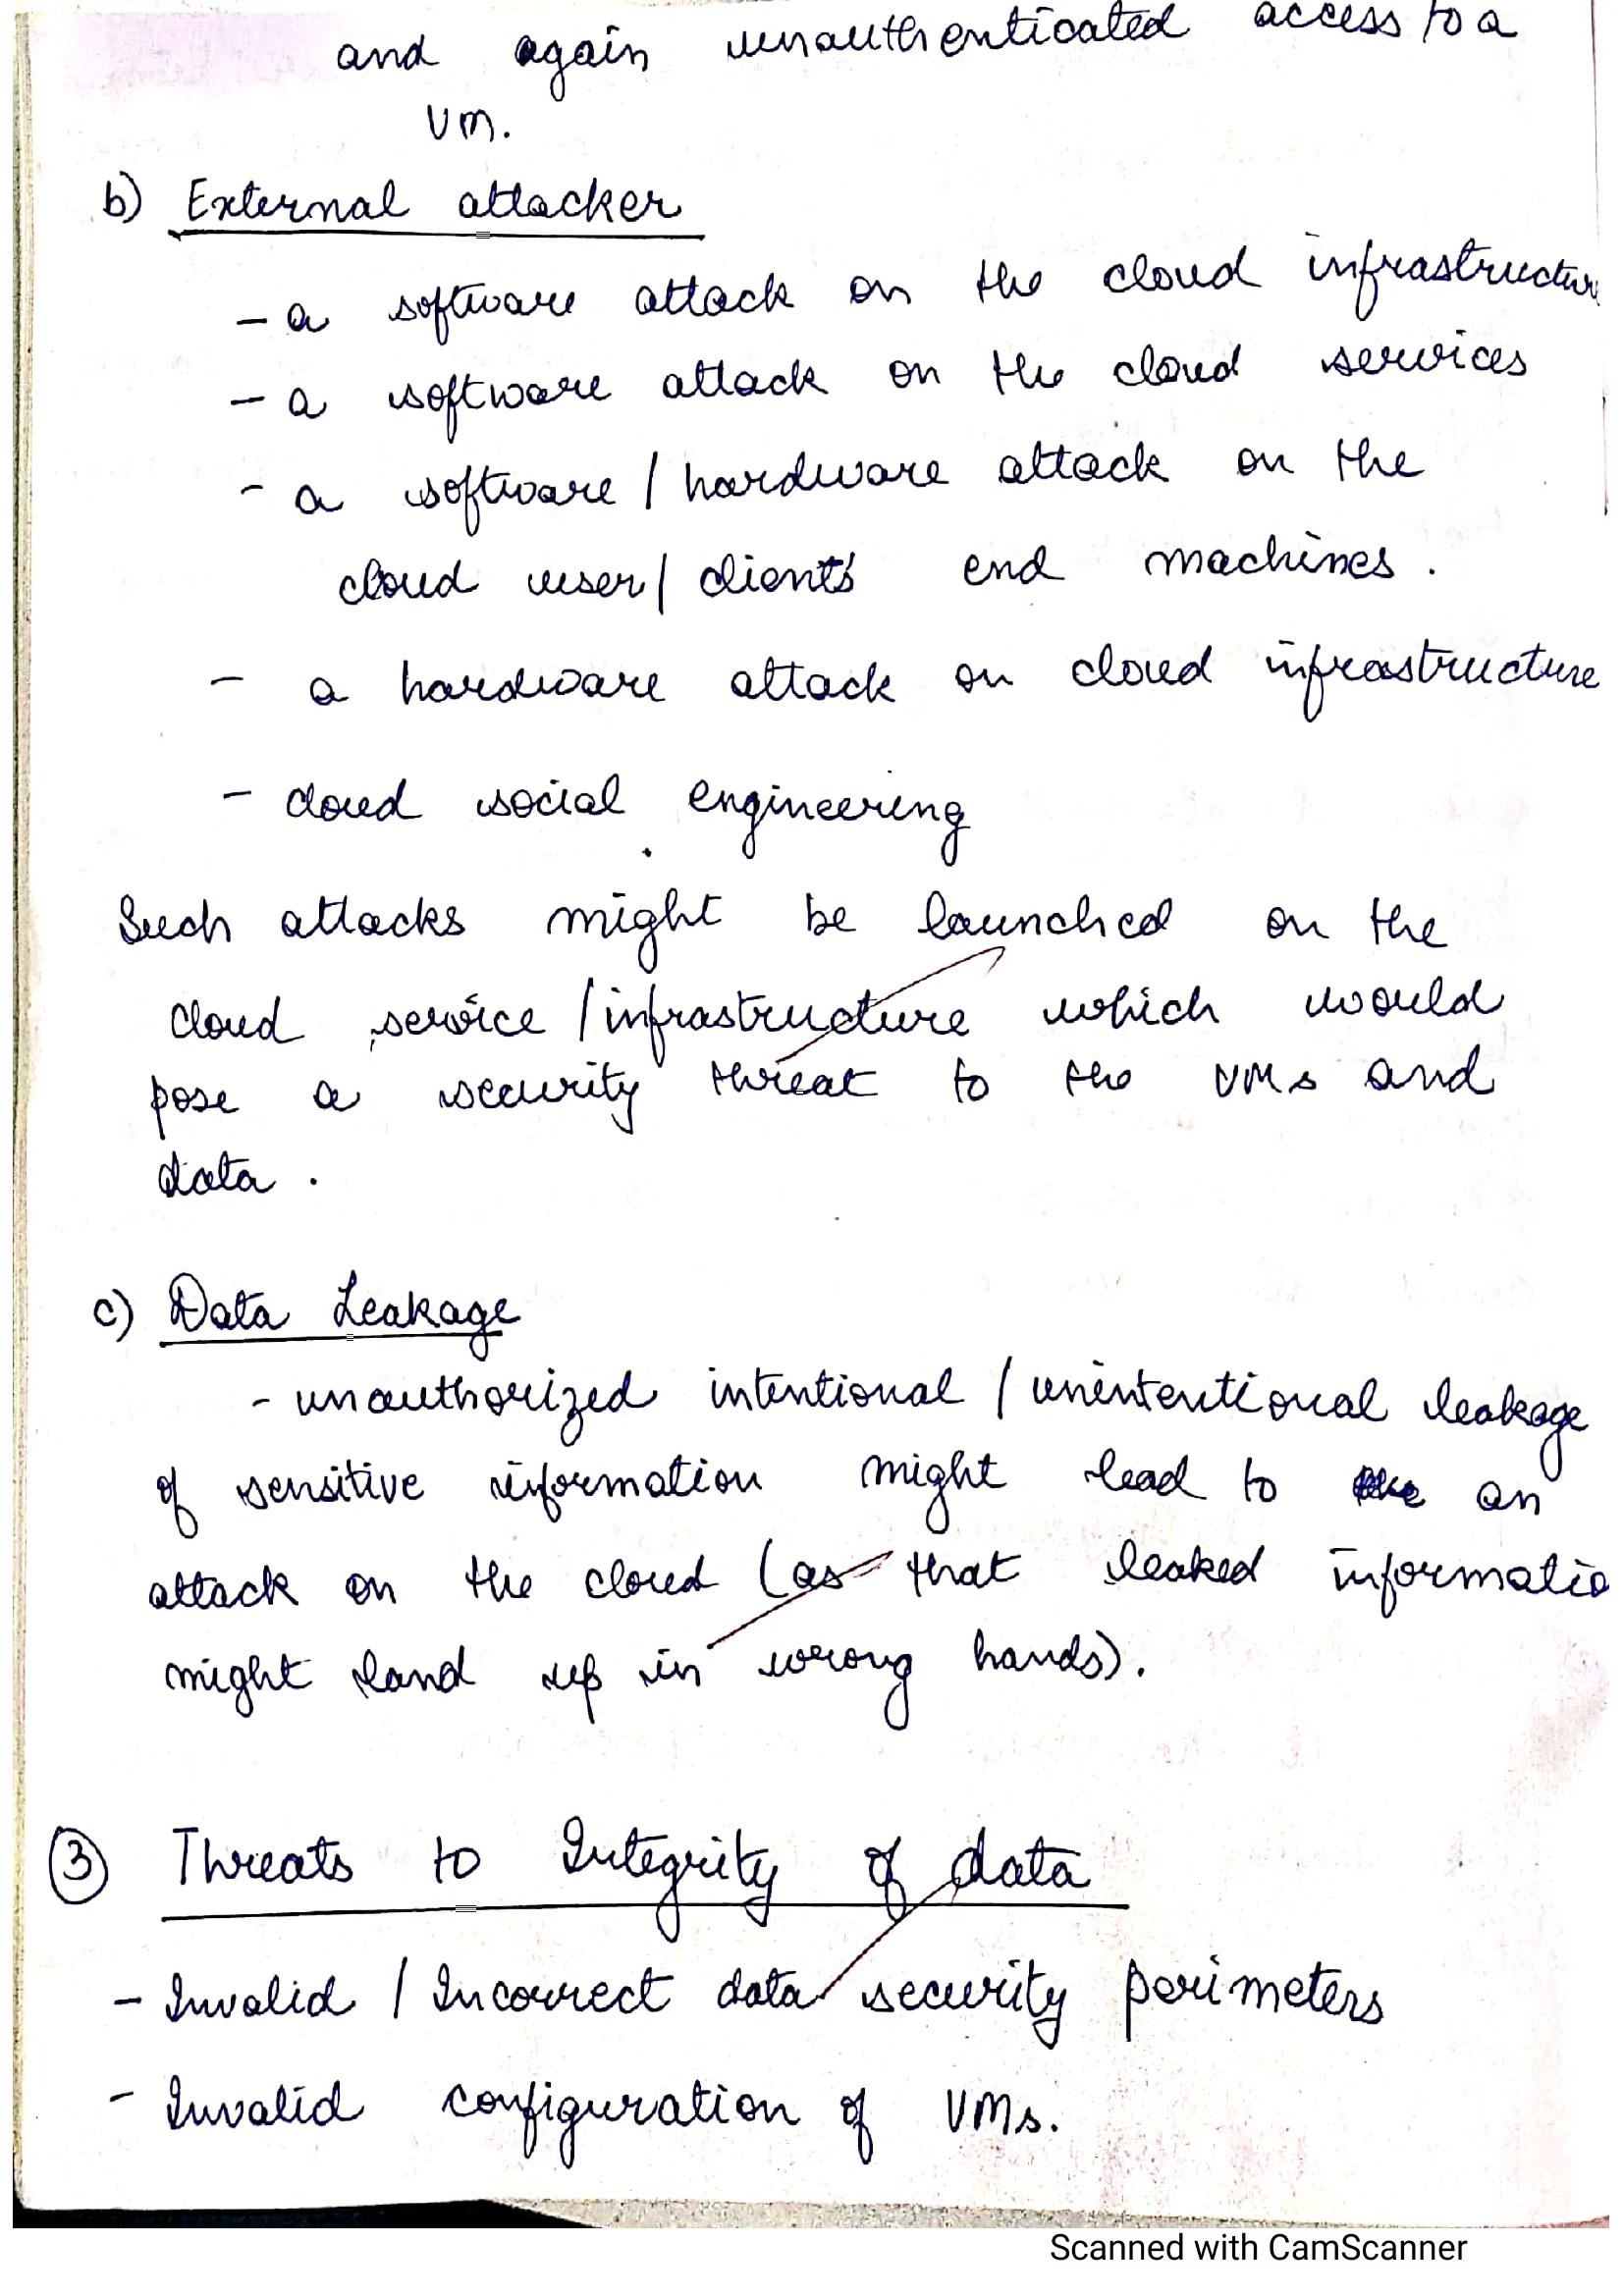 and again unauthenticated access to a
VM.
b) External attacker
- a software attack on the cloud infrastructur
- a software attack on the cloud services
- a software / hardware attack on the
cloud user / client's end machines.
- a hardware attack on cloud infrastructure
- cloud social engineering
Such attacks might be launched on the
cloud service / infrastructure which would
pose a security threat to the VMs and
data.
c) Data Leakage
- unauthorized intentional / unintentional leakage
of sensitive information might lead to an
attack on the cloud (as that leaked informatio
might land up in wrong hands).
③ Threats to Integrity of data
- Invalid / Incorrect data security perimeters
- Invalid configuration of VMs.
Scanned with CamScanner